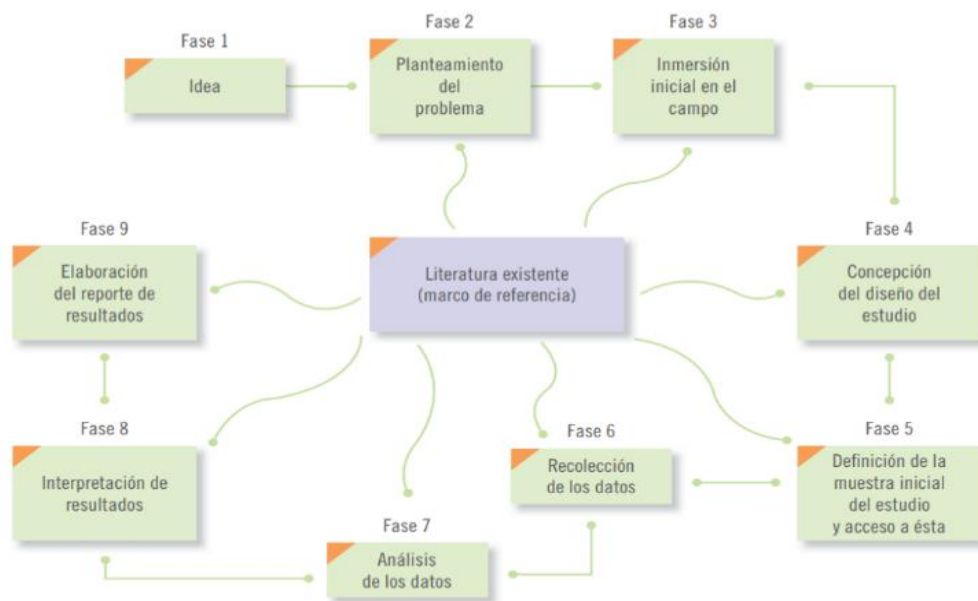 Fase 1
Idea
Fase 2
Planteamiento
del
problema
Fase 3
Inmersión
inicial en el
campo
Fase 9
Elaboración
del reporte de
resultados
Literatura existente
(marco de referencia)
Fase 4
Concepción
del diseño del
estudio
Fase 8
Interpretación de
resultados
Fase 7
Análisis
de los datos
Fase 6
Recolección
de los datos
Fase 5
Definición de la
muestra inicial
del estudio
y acceso a ésta